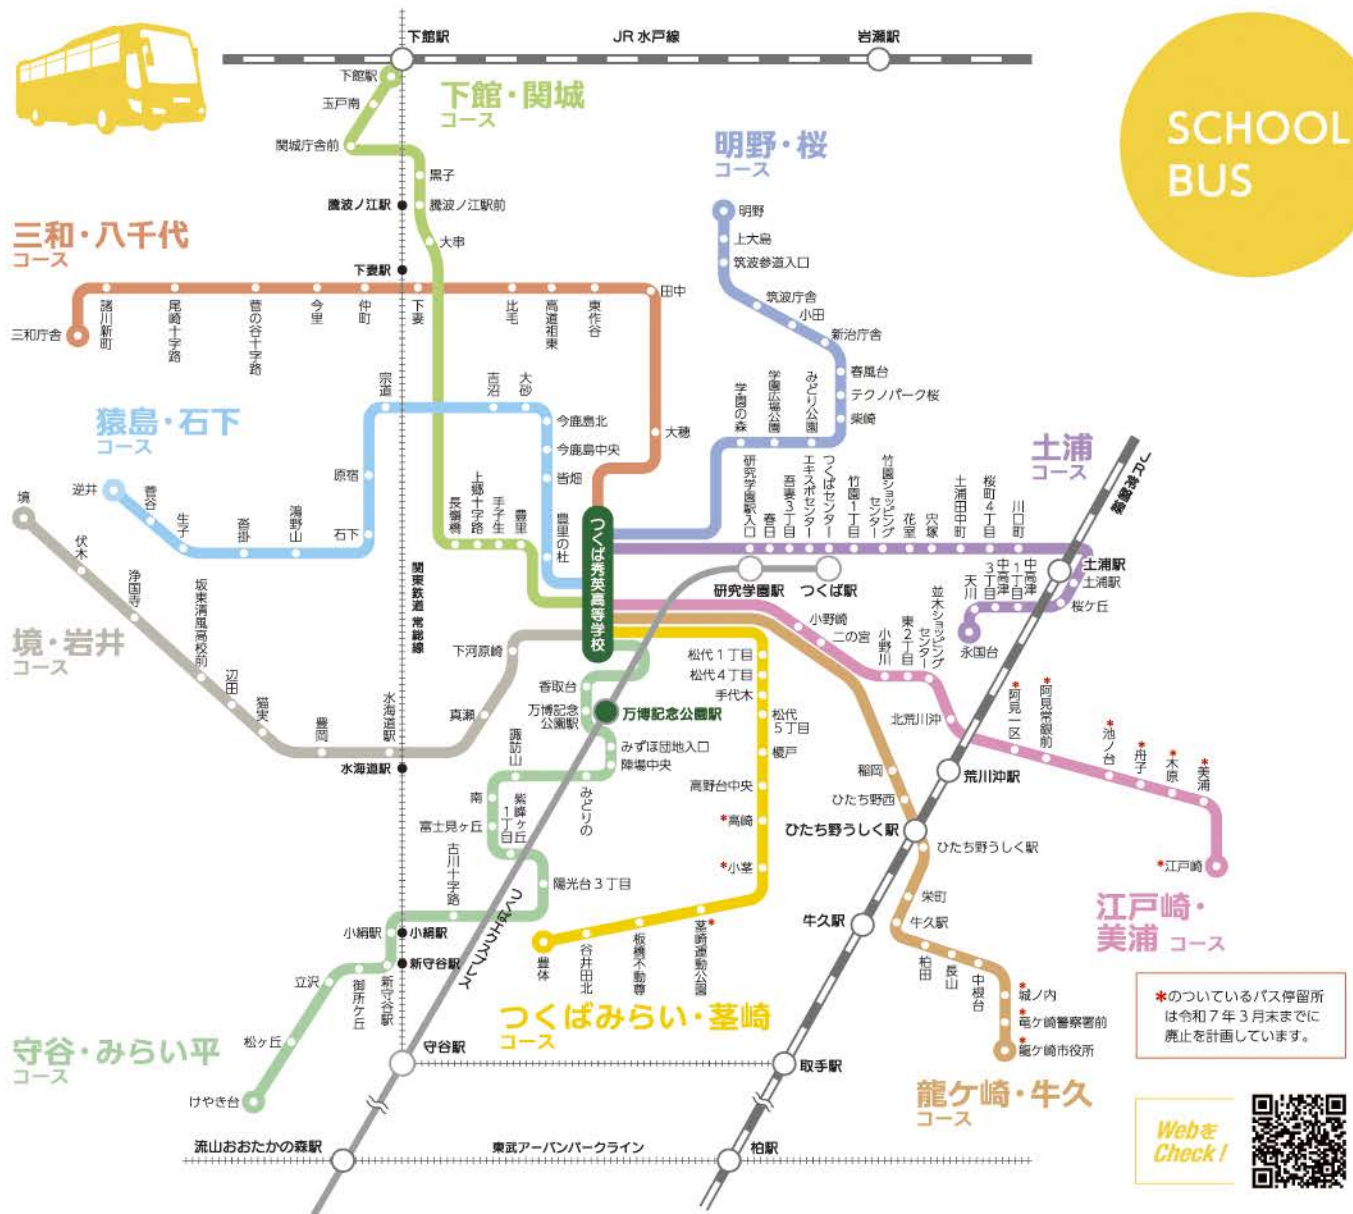 下館駅
JR 水戸線
岩瀬駅
SCHOOL
BUS
下館駅
玉戸南
関城庁舎前
黒子
騰波ノ江駅
騰波ノ江駅前
大串
下館・関城
コース
明野・桜
コース
明野
上大島
筑波参道入口
筑波庁舎
小田
新治庁舎
春風台
テクノパーク桜
柴崎
みどり公園
学園広場公園
学園の森
三和・八千代
コース
下妻駅
三和庁舎
諸川新町
尾崎十字路
菅の谷十字路
今里
仲町
下妻
比毛
高道祖東
東作谷
田中
大穂
猿島・石下
コース
逆井
菅谷
生子
沓掛
鴻野山
石下
原宿
宗道
吉沼
大砂
今鹿島北
今鹿島中央
皆畑
豊里の杜
長嶺橋
上郷十字路
手子生
豊里
つくば秀英高等学校
土浦
コース
JR常磐線
研究学園駅入口
春日
吾妻3丁目
エキスポセンター
つくばセンター
竹園1丁目
竹園ショッピング
センター
花室
宍塚
土浦田中町
桜町4丁目
川口町
土浦駅
土浦駅
桜ケ丘
中高津
1丁目
中高津
3丁目
天川
永国台
研究学園駅
つくば駅
境・岩井
コース
境
伏木
浄国寺
坂東清風高校前
辺田
猫実
豊岡
水海道駅
水海道駅
真瀬
下河原崎
関東鉄道 常総線
香取台
万博記念
公園駅
万博記念公園駅
みずほ団地入口
陣場中央
みどりの
諏訪山
南
富士見ヶ丘
紫峰ヶ丘
1丁目
陽光台3丁目
古川十字路
小絹駅
小絹駅
新守谷駅
新守谷駅
御所ケ丘
立沢
松ヶ丘
けやき台
守谷・みらい平
コース
つくばエクスプレス
松代1丁目
松代4丁目
手代木
松代
5丁目
榎戸
高野台中央
*高崎
*小茎
*茎崎運動公園
板橋不動尊
谷井田北
豊体
つくばみらい・茎崎
コース
小野崎
二の宮
小野川
東2丁目
並木ショッピング
センター
北荒川沖
*阿見一区
*阿見常銀前
*池ノ台
*舟子
*木原
*美浦
*江戸崎
江戸崎・
美浦 コース
荒川沖駅
稲岡
ひたち野西
ひたち野うしく駅
ひたち野うしく駅
栄町
牛久駅
牛久駅
柏田
長山
中根台
*城ノ内
*竜ケ崎警察署前
*龍ケ崎市役所
龍ケ崎・牛久
コース
*のついているバス停留所
は令和7年3月末までに
廃止を計画しています。
守谷駅
取手駅
流山おおたかの森駅
東武アーバンパークライン
柏駅
Webを
Check!